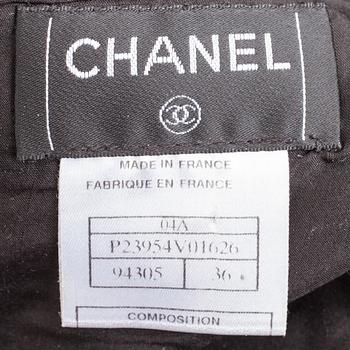 CHANEL
MADE IN FRANCE
FABRIQUE EN FRANCE
04A
P23954V01626
94305 36
COMPOSITION